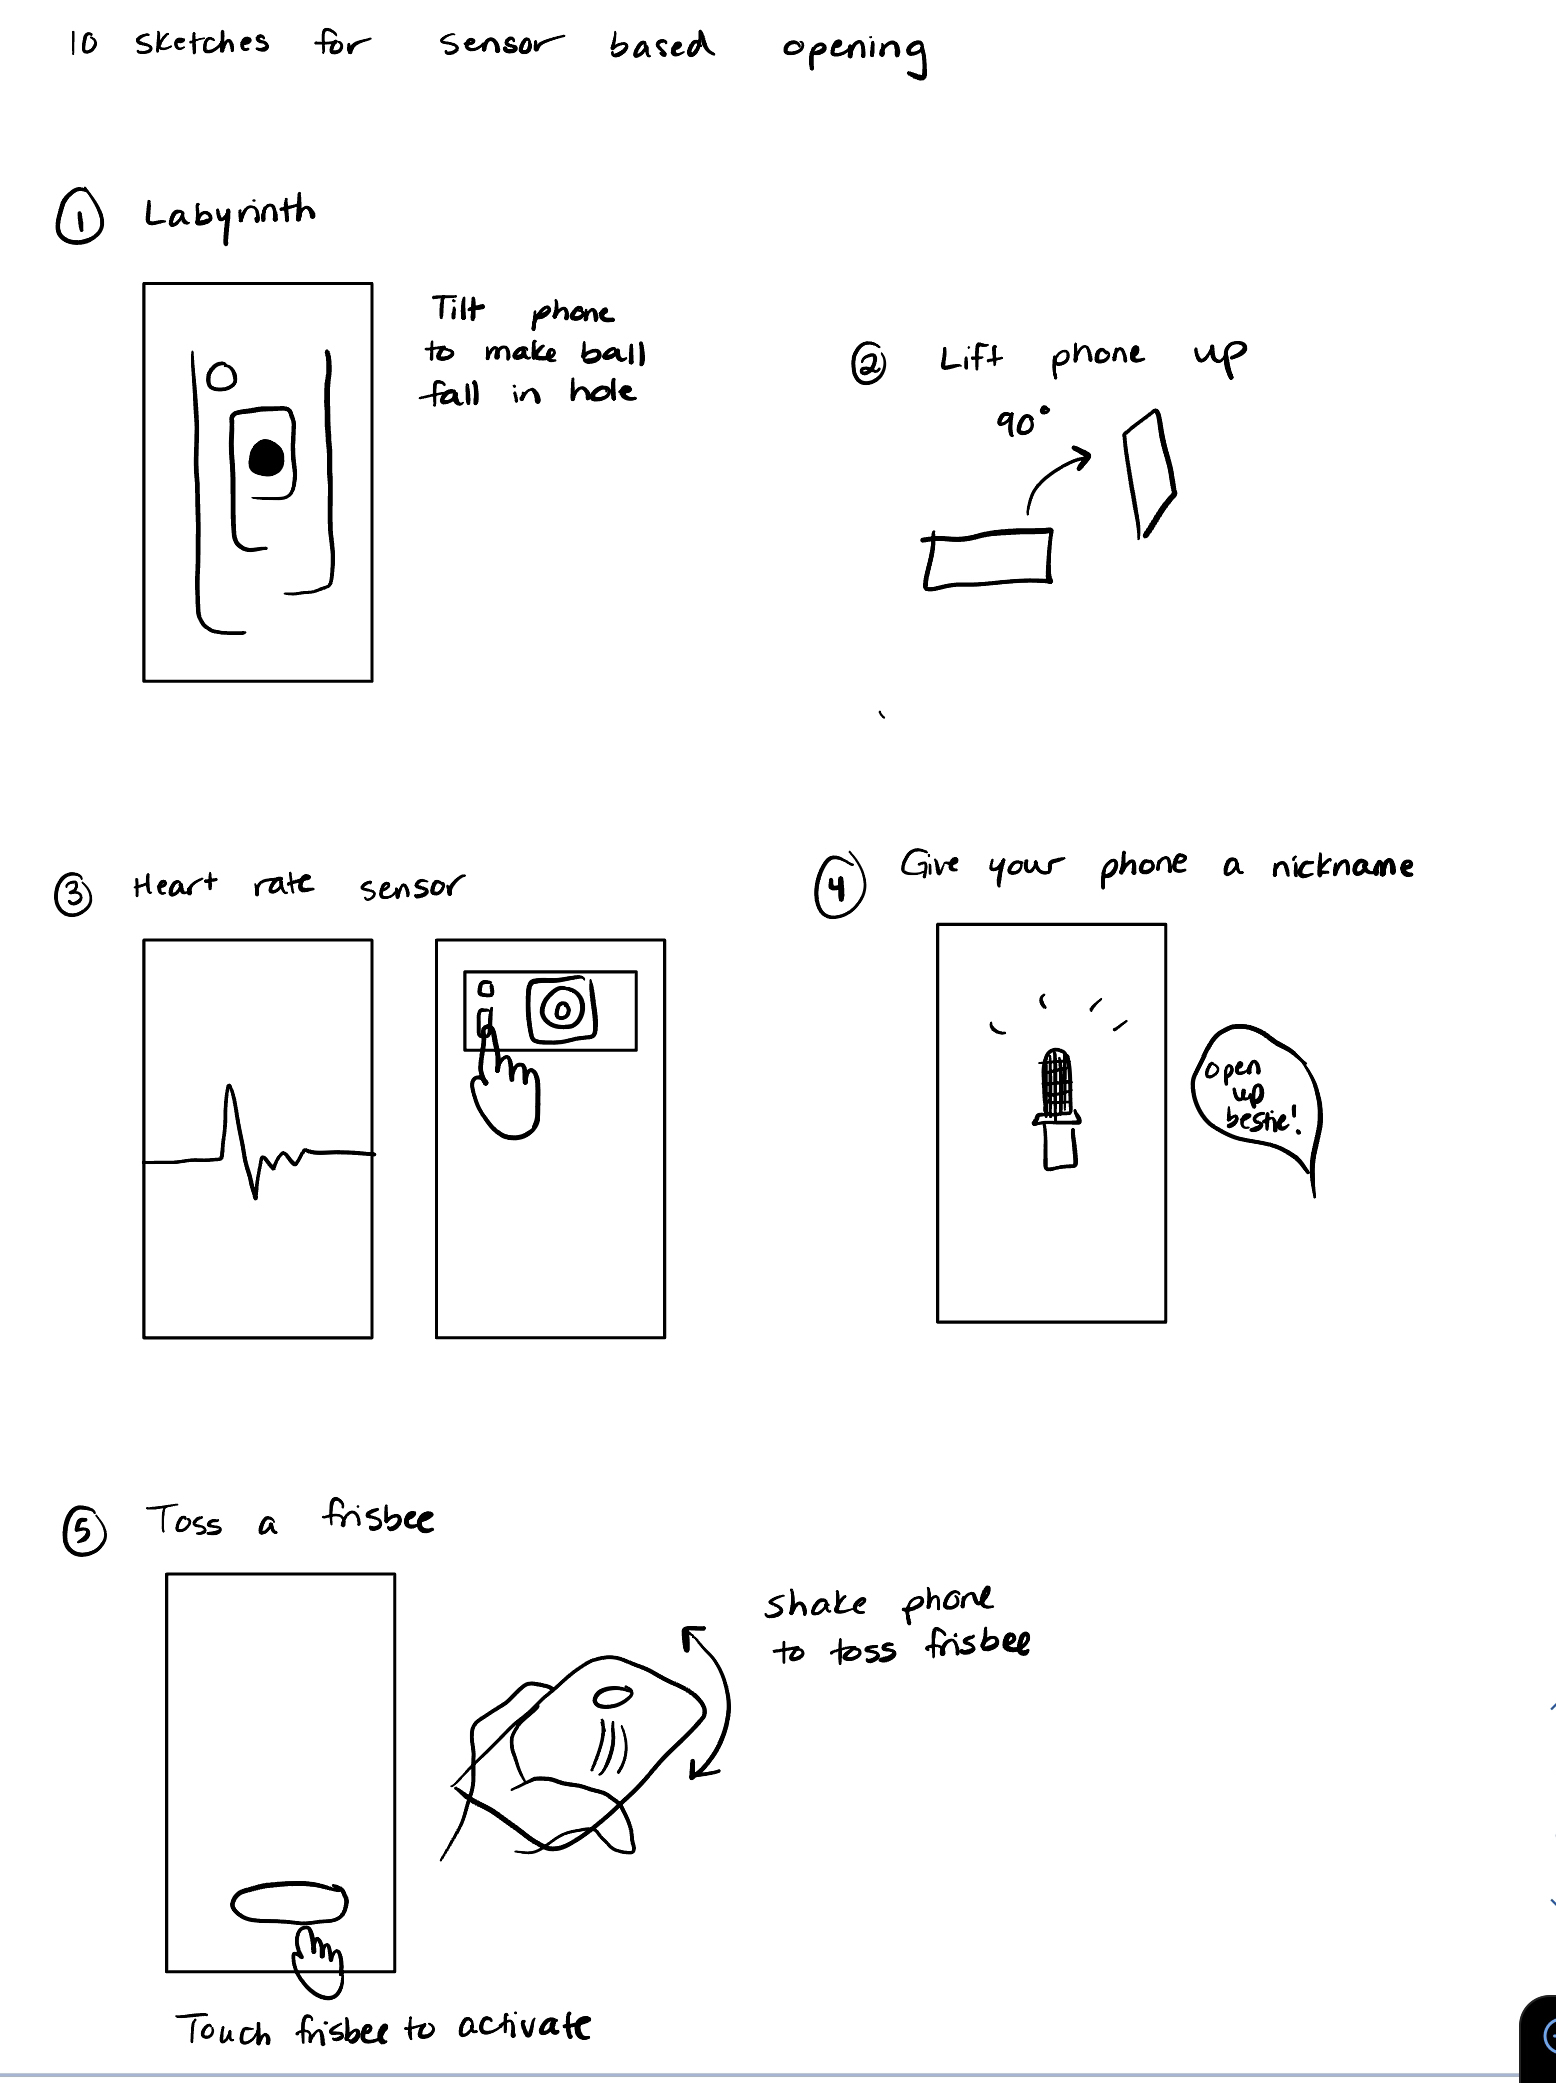 10 sketches for sensor based opening
① Labyrinth
Tilt phone
to make ball
fall in hole
② Lift phone up
90°
③ Heart rate sensor
④ Give your phone a nickname
open
up
bestie!
⑤ Toss a frisbee
Shake phone
to toss frisbee
Touch frisbee to activate